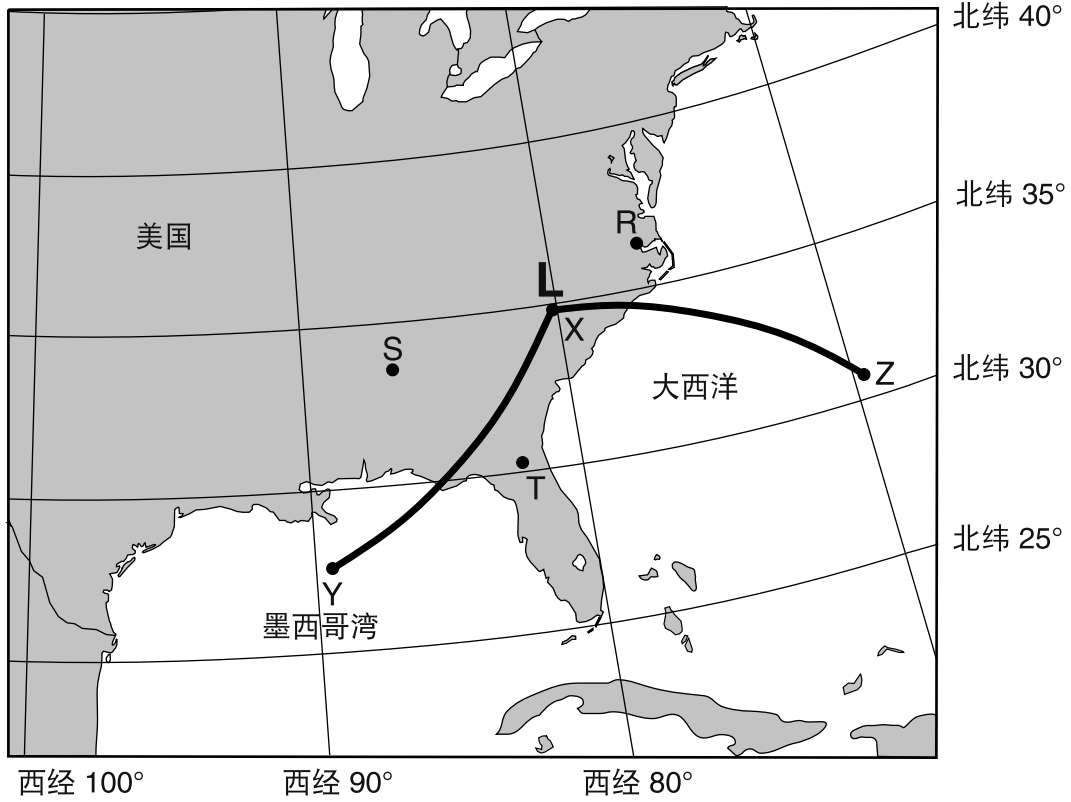 北纬 40°
北纬 35°
美国
R
L
X
S
北纬 30°
Z
大西洋
T
北纬 25°
Y
墨西哥湾
西经 100°
西经 90°
西经 80°